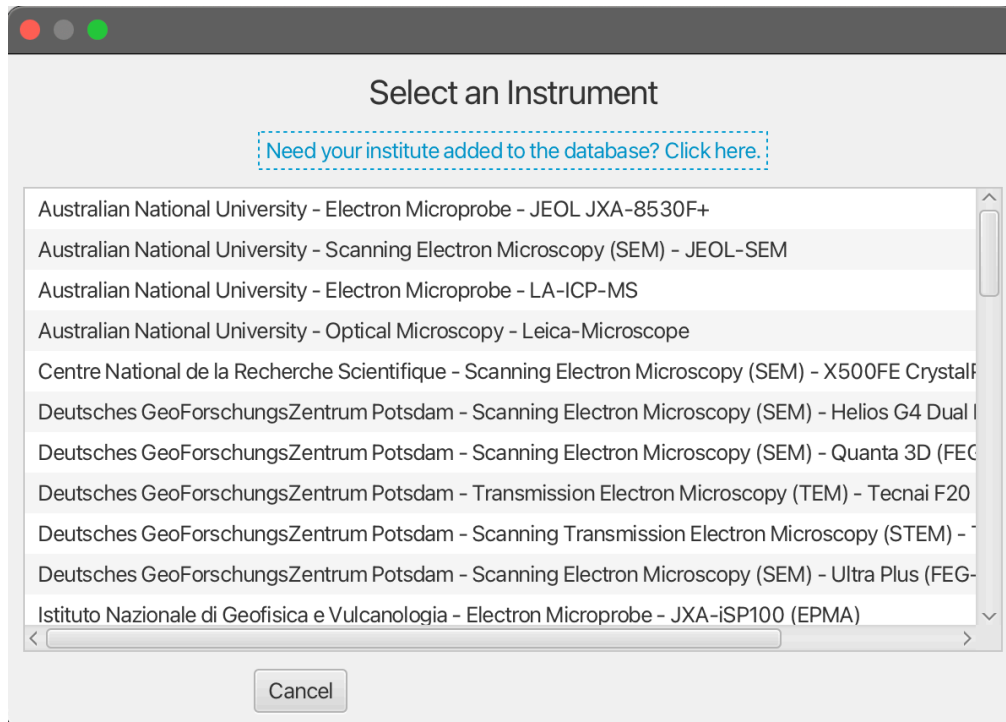 Select an Instrument
Need your institute added to the database? Click here.
Australian National University - Electron Microprobe - JEOL JXA-8530F+
Australian National University - Scanning Electron Microscopy (SEM) - JEOL-SEM
Australian National University - Electron Microprobe - LA-ICP-MS
Australian National University - Optical Microscopy - Leica-Microscope
Centre National de la Recherche Scientifique - Scanning Electron Microscopy (SEM) - X500FE Crystal
Deutsches GeoForschungsZentrum Potsdam - Scanning Electron Microscopy (SEM) - Helios G4 Dual
Deutsches GeoForschungsZentrum Potsdam - Scanning Electron Microscopy (SEM) - Quanta 3D (FEG
Deutsches GeoForschungsZentrum Potsdam - Transmission Electron Microscopy (TEM) - Tecnai F20
Deutsches GeoForschungsZentrum Potsdam - Scanning Transmission Electron Microscopy (STEM) -
Deutsches GeoForschungsZentrum Potsdam - Scanning Electron Microscopy (SEM) - Ultra Plus (FEG-
Istituto Nazionale di Geofisica e Vulcanologia - Electron Microprobe - JXA-iSP100 (EPMA)
Cancel